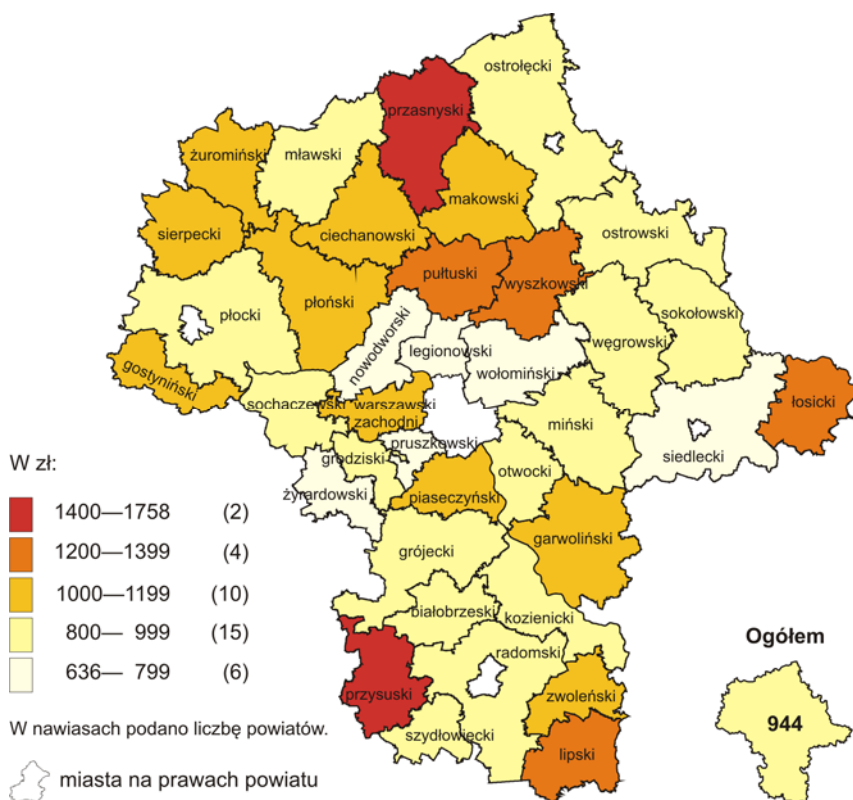 ostrołęcki
przasnyski
żuromiński
mławski
makowski
sierpecki
ciechanowski
ostrowski
pułtuski
wyszkowski
płocki
płoński
sokołowski
węgrowski
nowodworski
legionowski
wołomiński
gostyniński
sochaczewski
warszawski
zachodni
łosicki
miński
pruszkowski
siedlecki
grodziski
otwocki
żyrardowski
piaseczyński
garwoliński
grójecki
białobrzeski
kozienicki
radomski
przysuski
zwoleński
szydłowiecki
lipski
W zł:
1400—1758 (2)
1200—1399 (4)
1000—1199 (10)
800— 999 (15)
636— 799 (6)
W nawiasach podano liczbę powiatów.
miasta na prawach powiatu
Ogółem
944